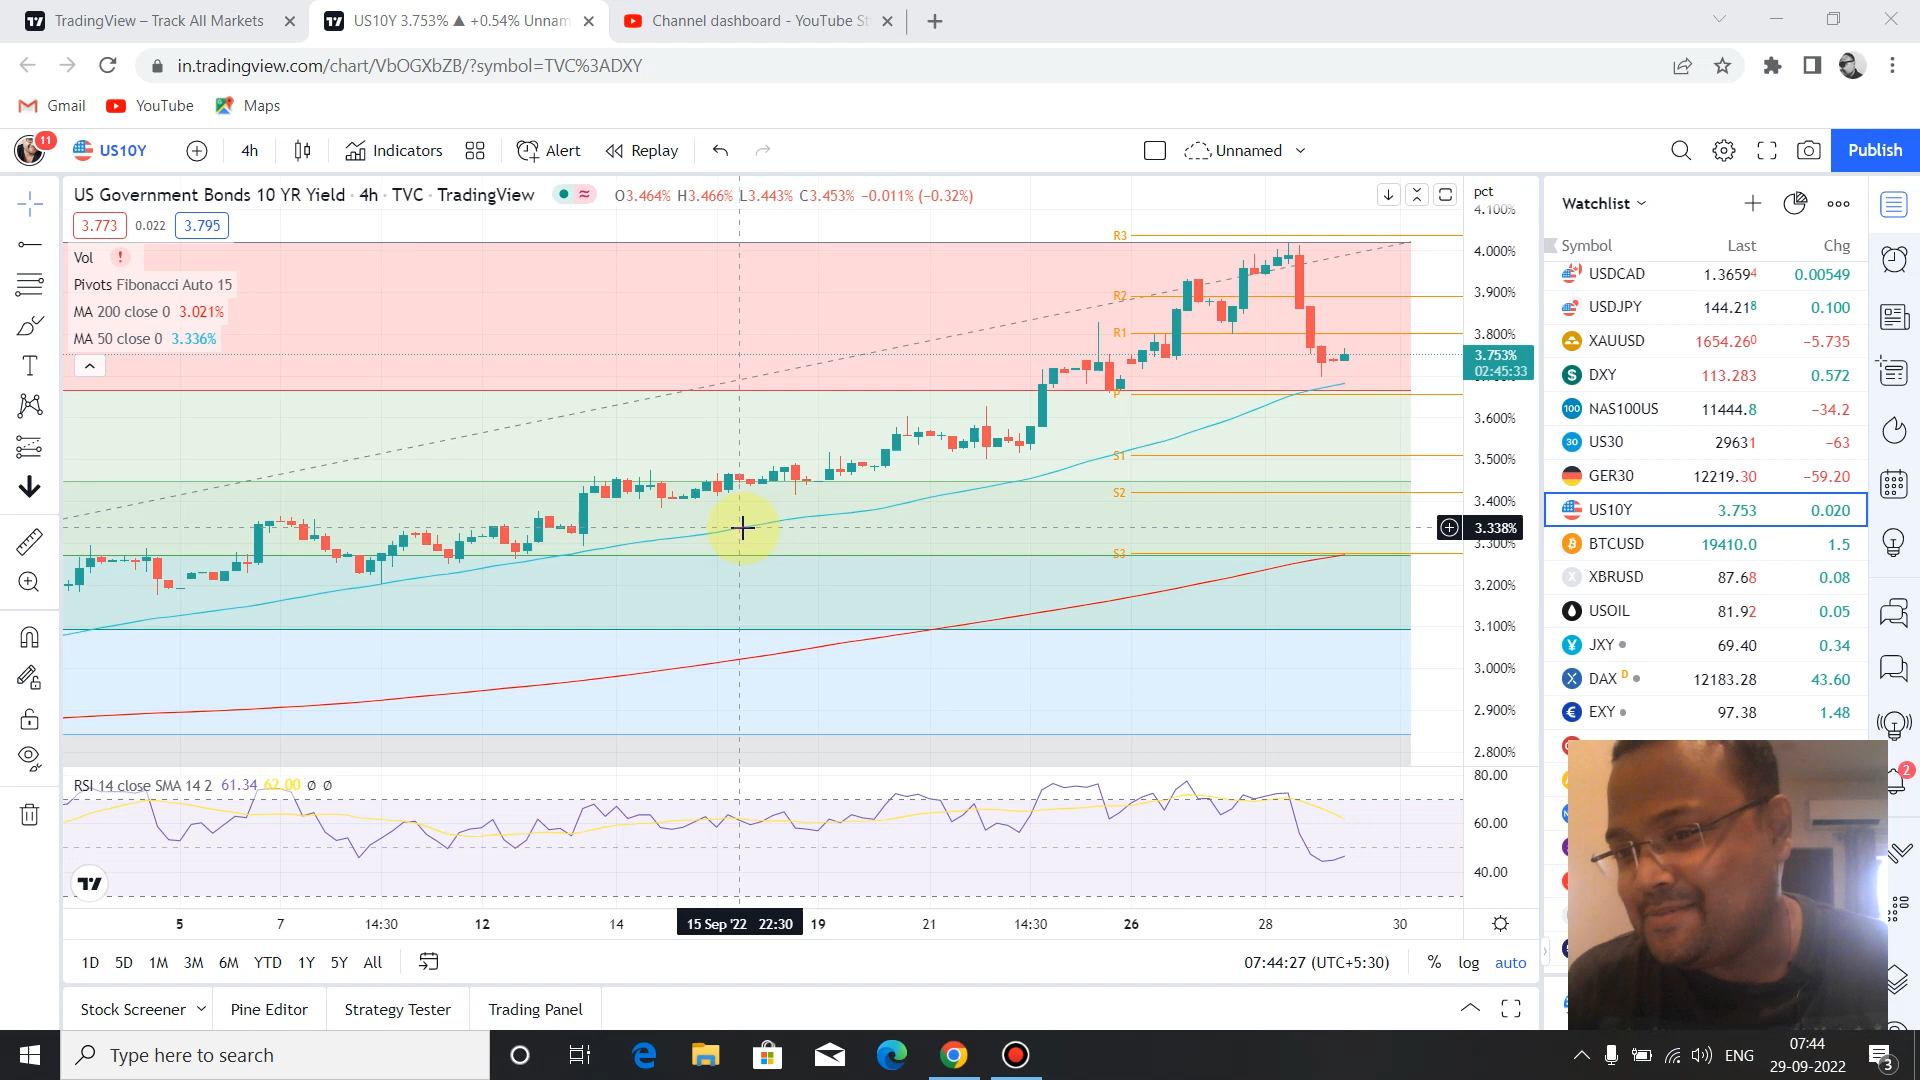 TradingView – Track All Markets
US10Y 3.753% ▲ +0.54% Unnam
Channel dashboard - YouTube St
in.tradingview.com/chart/VbOGXbZB/?symbol=TVC%3ADXY
Gmail
YouTube
Maps
11
US10Y
4h
Indicators
Alert
Replay
Unnamed
Publish
US Government Bonds 10 YR Yield · 4h · TVC · TradingView
O3.464% H3.466% L3.443% C3.453% −0.011% (−0.32%)
3.773
0.022
3.795
Vol
Pivots Fibonacci Auto 15
MA 200 close 0 3.021%
MA 50 close 0 3.336%
R3
R2
R1
P
S1
S2
S3
pct
4.100%
4.000%
3.900%
3.800%
3.753%
02:45:33
3.600%
3.500%
3.400%
3.338%
3.300%
3.200%
3.100%
3.000%
2.900%
2.800%
RSI 14 close SMA 14 2 61.34 62.00 ø ø
80.00
60.00
40.00
5
7
14:30
12
14
15 Sep '22 22:30
19
21
14:30
26
28
30
1D
5D
1M
3M
6M
YTD
1Y
5Y
All
07:44:27 (UTC+5:30)
%
log
auto
Stock Screener
Pine Editor
Strategy Tester
Trading Panel
Watchlist
Symbol Last Chg
USDCAD 1.36594 0.00549
USDJPY 144.218 0.100
XAUUSD 1654.260 −5.735
DXY 113.283 0.572
NAS100US 11444.8 −34.2
US30 29631 −63
GER30 12219.30 −59.20
US10Y 3.753 0.020
BTCUSD 19410.0 1.5
XBRUSD 87.68 0.08
USOIL 81.92 0.05
JXY 69.40 0.34
DAX D 12183.28 43.60
EXY 97.38 1.48
2
Type here to search
ENG
07:44
29-09-2022
3